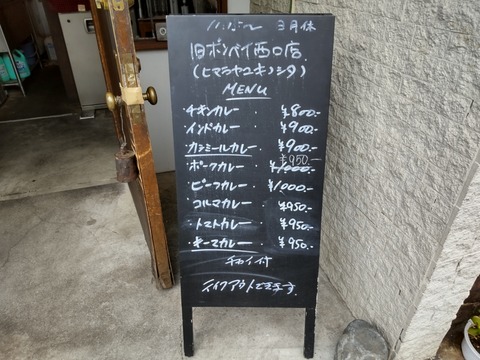 3月休
旧ボンベイ西口店
(ヒマラヤユキノシタ)
MENU
・チキンカレー ・ ¥800.-
・インドカレー ・ ¥900.-
・カシミールカレー ・ ¥900.-
¥950.-
・ポークカレー ・ ¥1000.-
・ビーフカレー ・ ¥1000.-
・コルマカレー ・ ¥950.-
・トマトカレー ・ ¥950.-
・キーマカレー ・ ¥950.-
チャイ付
テイクアウトできます。